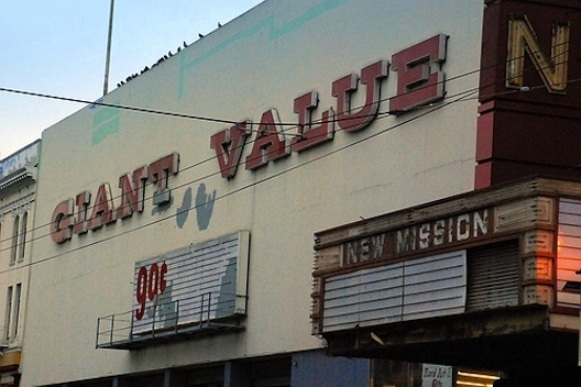 GIANT VALUE
N
NEW MISSION
99¢